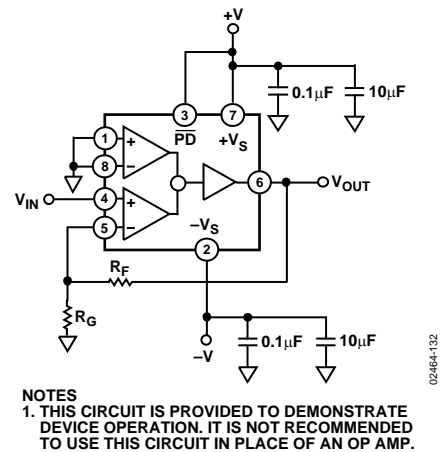 +V
3
7
0.1µF
10µF
PD
+VS
1
+
8
–
VIN
4
+
5
–
6
VOUT
–VS
2
RF
RG
–V
0.1µF
10µF
02464-132
NOTES
1. THIS CIRCUIT IS PROVIDED TO DEMONSTRATE
DEVICE OPERATION. IT IS NOT RECOMMENDED
TO USE THIS CIRCUIT IN PLACE OF AN OP AMP.